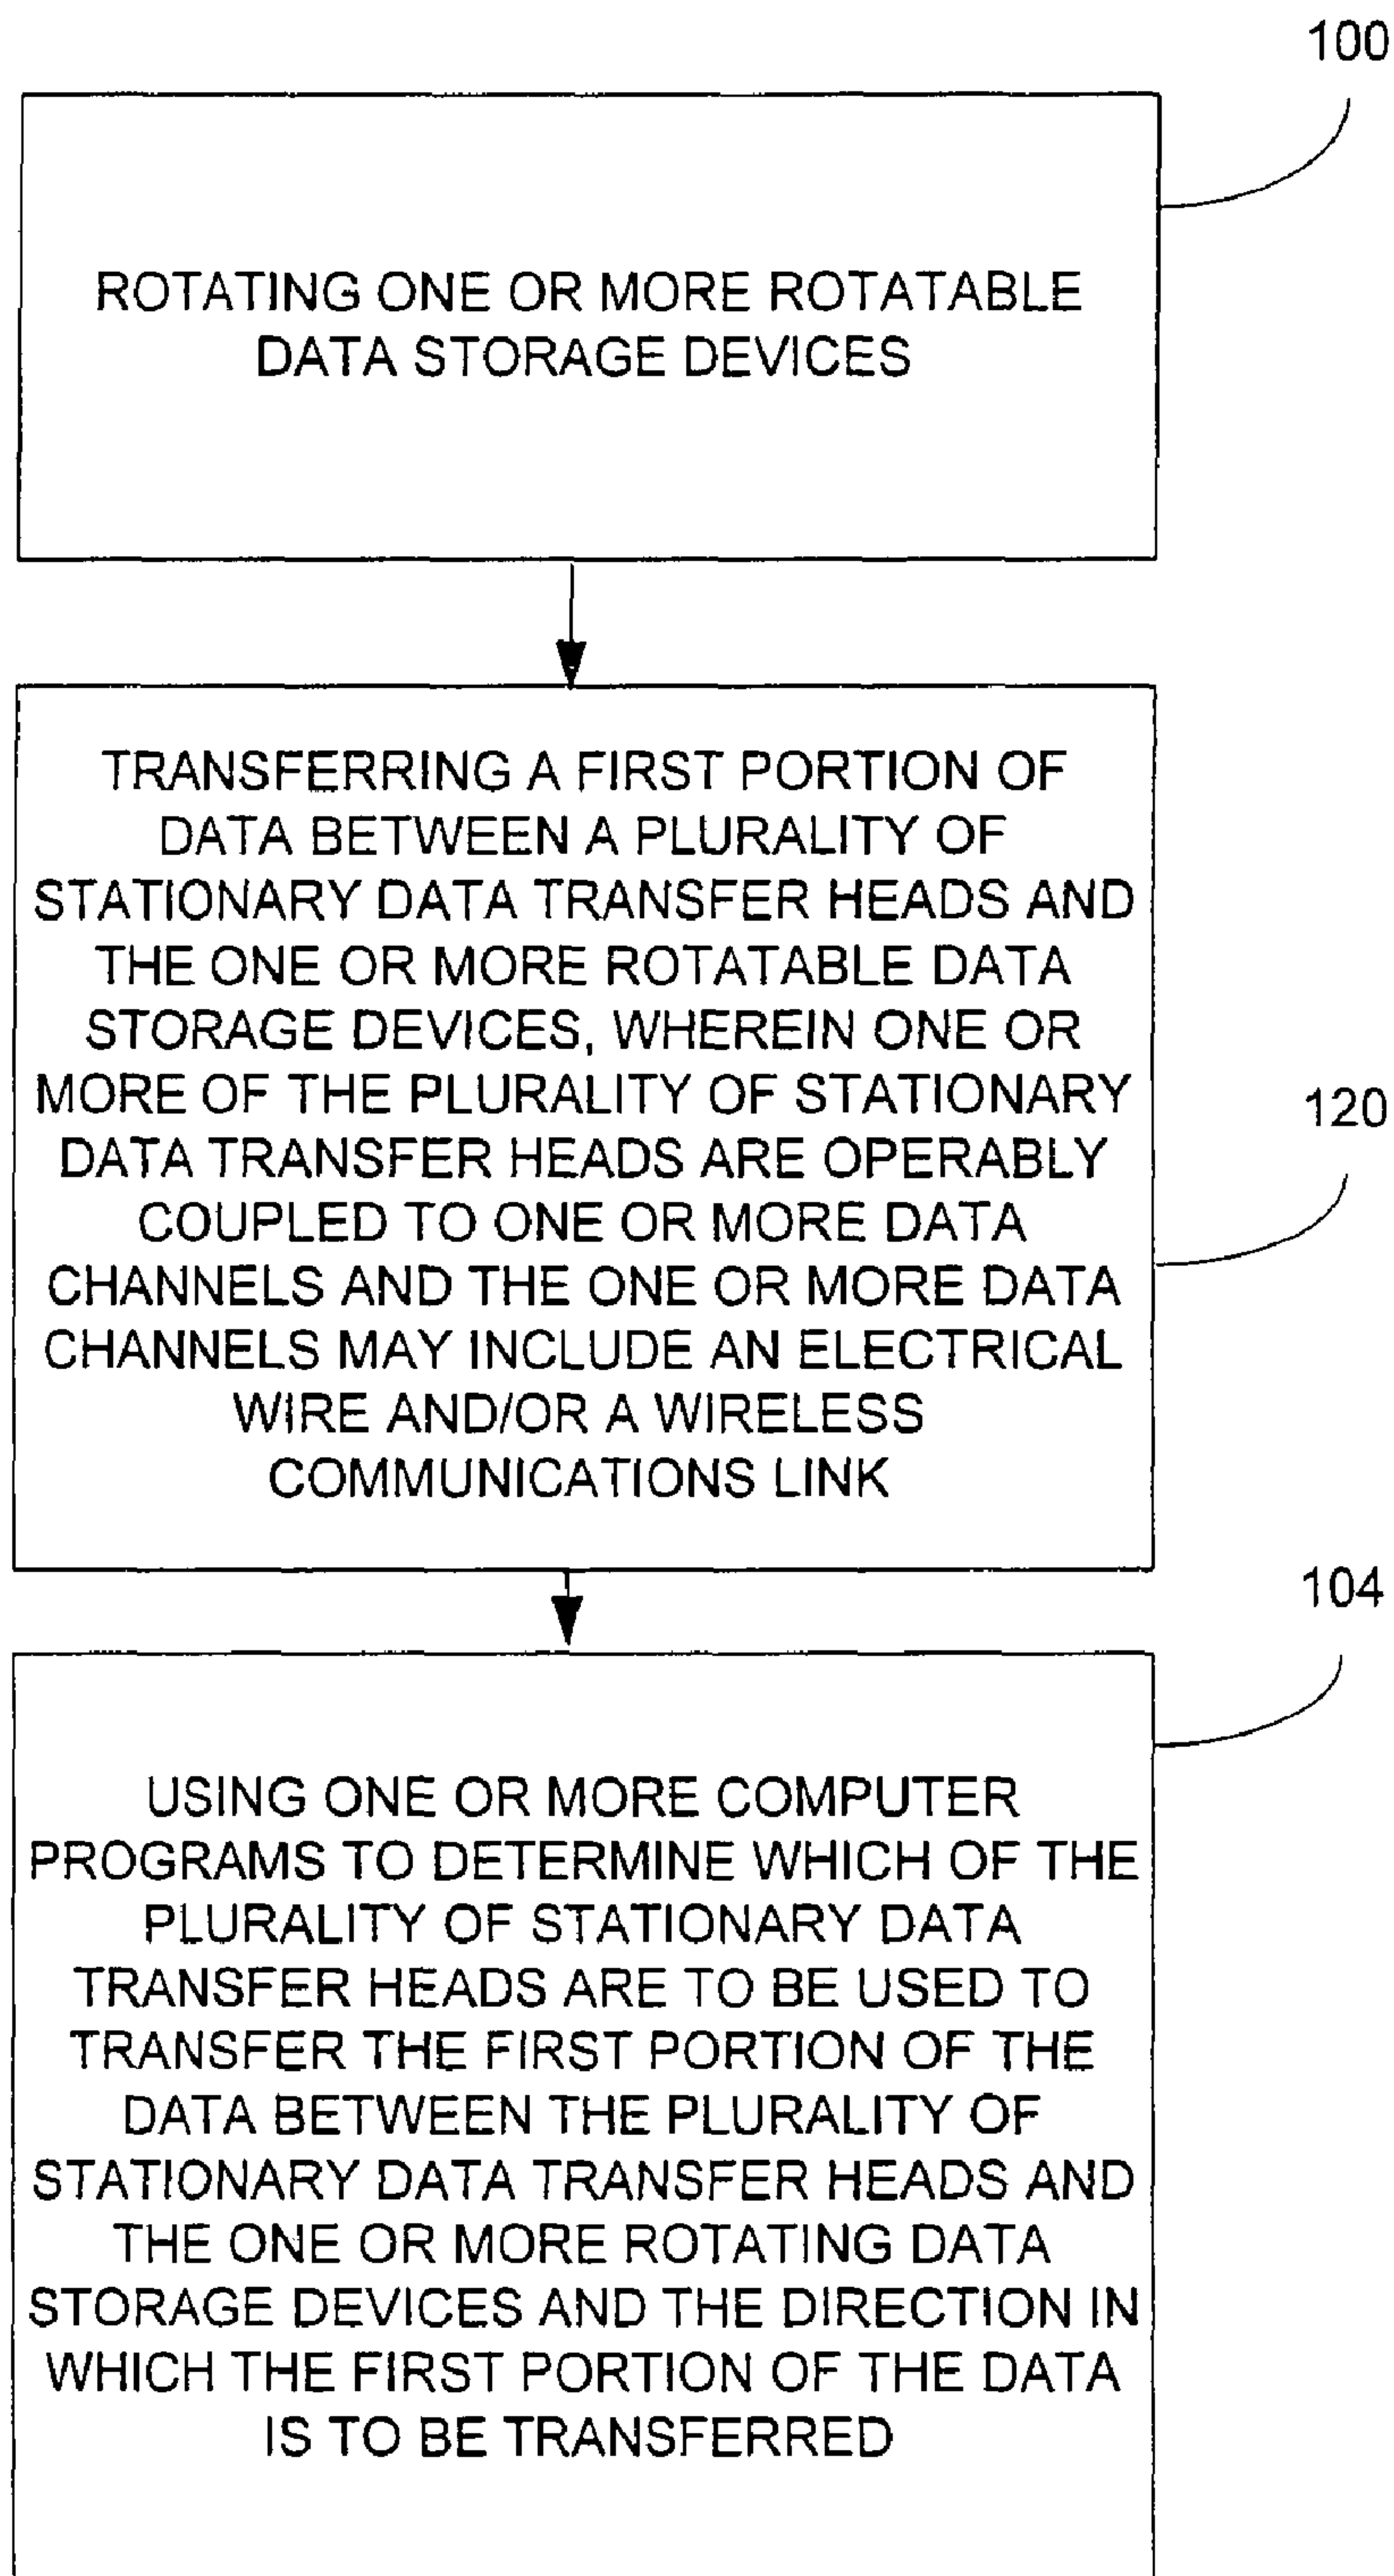 100
ROTATING ONE OR MORE ROTATABLE
DATA STORAGE DEVICES
TRANSFERRING A FIRST PORTION OF
DATA BETWEEN A PLURALITY OF
STATIONARY DATA TRANSFER HEADS AND
THE ONE OR MORE ROTATABLE DATA
STORAGE DEVICES, WHEREIN ONE OR
MORE OF THE PLURALITY OF STATIONARY
DATA TRANSFER HEADS ARE OPERABLY
COUPLED TO ONE OR MORE DATA
CHANNELS AND THE ONE OR MORE DATA
CHANNELS MAY INCLUDE AN ELECTRICAL
WIRE AND/OR A WIRELESS
COMMUNICATIONS LINK
120
104
USING ONE OR MORE COMPUTER
PROGRAMS TO DETERMINE WHICH OF THE
PLURALITY OF STATIONARY DATA
TRANSFER HEADS ARE TO BE USED TO
TRANSFER THE FIRST PORTION OF THE
DATA BETWEEN THE PLURALITY OF
STATIONARY DATA TRANSFER HEADS AND
THE ONE OR MORE ROTATING DATA
STORAGE DEVICES AND THE DIRECTION IN
WHICH THE FIRST PORTION OF THE DATA
IS TO BE TRANSFERRED